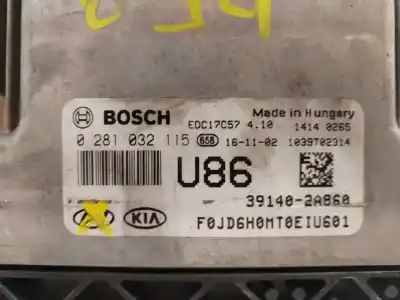 BOSCH
EDC17C57 4.10
Made in Hungary
1414 0265
0 281 032 115
656
16-11-02
1039T02314
U86
39140-2A860
KIA
F0JD6H0MT0EIU601